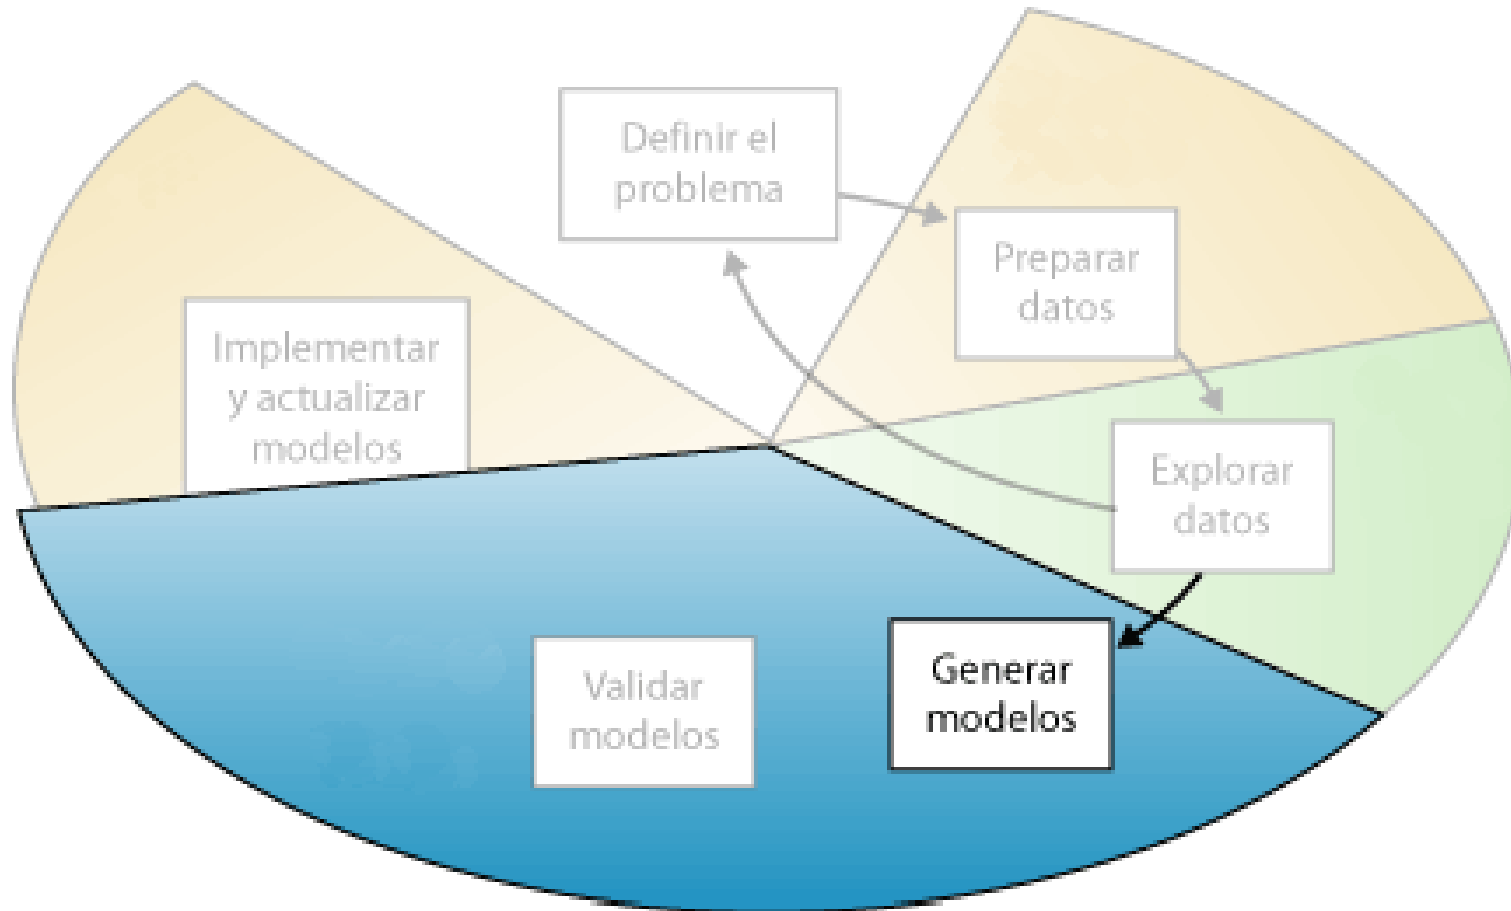 Definir el
problema
Preparar
datos
Explorar
datos
Generar
modelos
Validar
modelos
Implementar
y actualizar
modelos